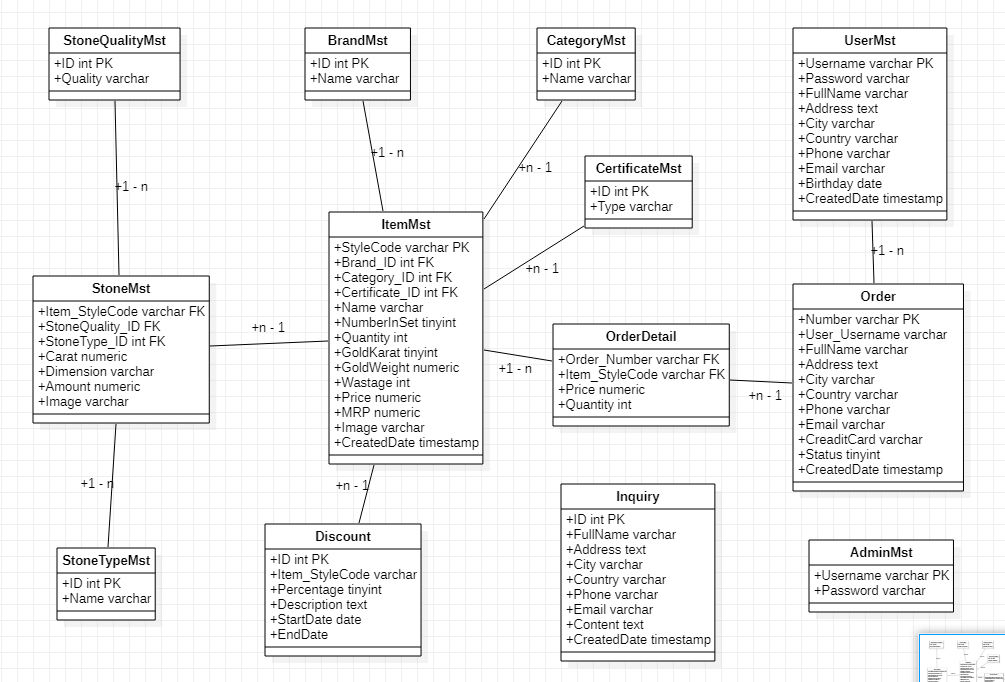 StoneQualityMst
+ID int PK
+Quality varchar
BrandMst
+ID int PK
+Name varchar
CategoryMst
+ID int PK
+Name varchar
UserMst
+Username varchar PK
+Password varchar
+FullName varchar
+Address text
+City varchar
+Country varchar
+Phone varchar
+Email varchar
+Birthday date
+CreatedDate timestamp
+1 - n
+1 - n
+n - 1
CertificateMst
+ID int PK
+Type varchar
+n - 1
+1 - n
ItemMst
+StyleCode varchar PK
+Brand_ID int FK
+Category_ID int FK
+Certificate_ID int FK
+Name varchar
+NumberInSet tinyint
+Quantity int
+GoldKarat tinyint
+GoldWeight numeric
+Wastage int
+Price numeric
+MRP numeric
+Image varchar
+CreatedDate timestamp
StoneMst
+Item_StyleCode varchar FK
+StoneQuality_ID FK
+StoneType_ID int FK
+Carat numeric
+Dimension varchar
+Amount numeric
+Image varchar
+n - 1
OrderDetail
+Order_Number varchar FK
+Item_StyleCode varchar FK
+Price numeric
+Quantity int
+1 - n
+n - 1
Order
+Number varchar PK
+User_Username varchar
+FullName varchar
+Address text
+City varchar
+Country varchar
+Phone varchar
+Email varchar
+CreaditCard varchar
+Status tinyint
+CreatedDate timestamp
+1 - n
+n - 1
StoneTypeMst
+ID int PK
+Name varchar
Discount
+ID int PK
+Item_StyleCode varchar
+Percentage tinyint
+Description text
+StartDate date
+EndDate
Inquiry
+ID int PK
+FullName varchar
+Address text
+City varchar
+Country varchar
+Phone varchar
+Email varchar
+Content text
+CreatedDate timestamp
AdminMst
+Username varchar PK
+Password varchar